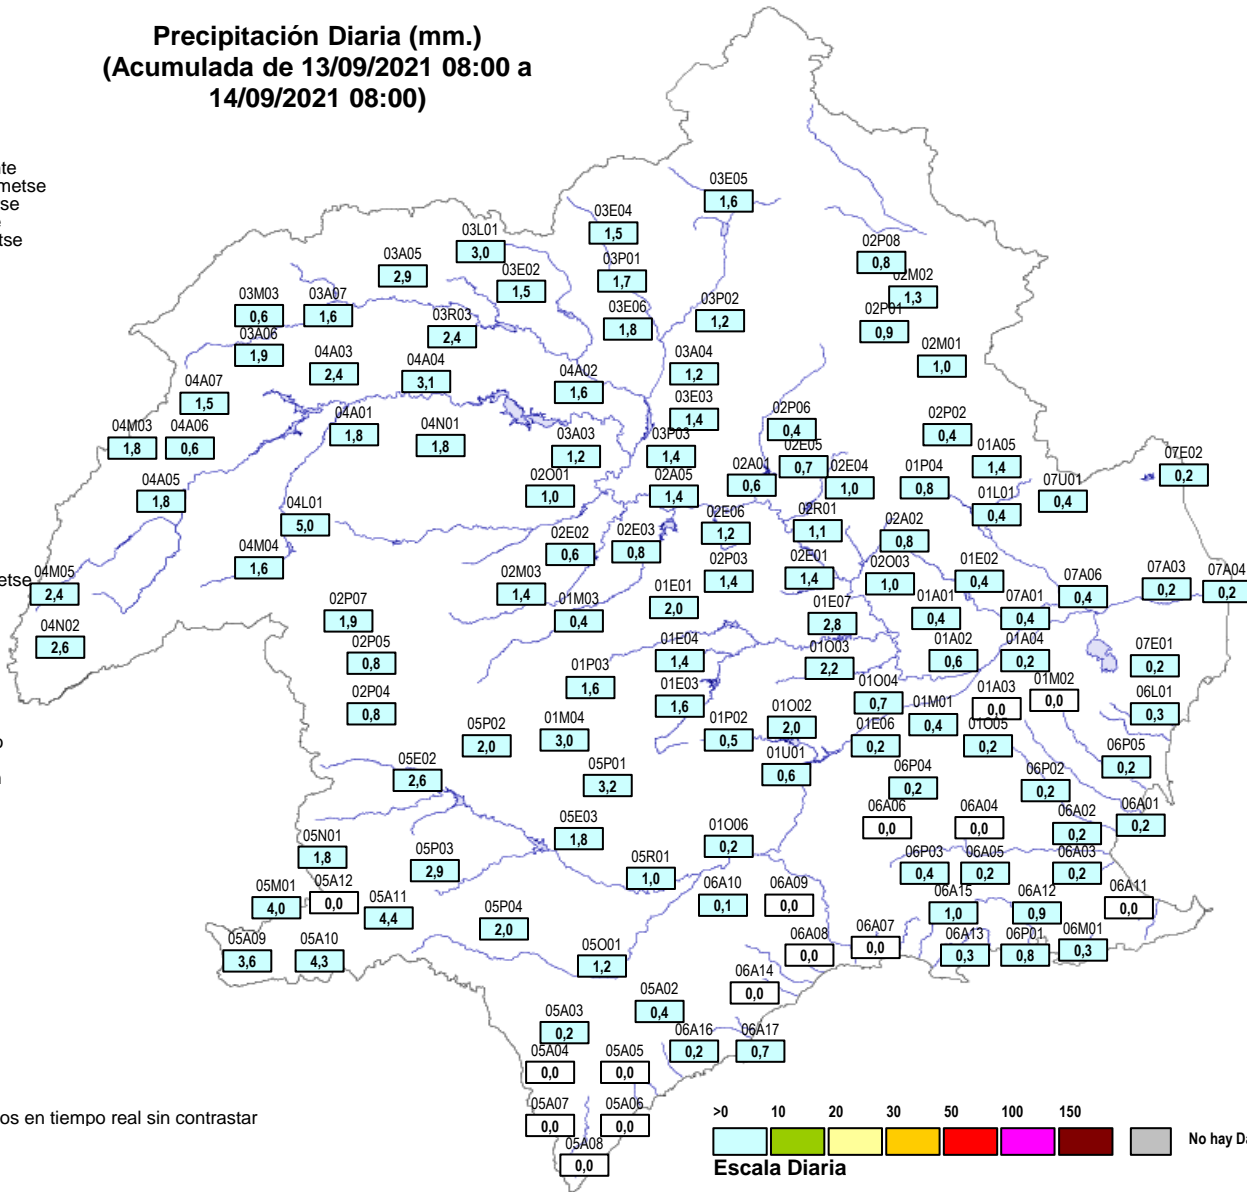 Precipitación Diaria (mm.)
(Acumulada de 13/09/2021 08:00 a
14/09/2021 08:00)
03E05
1,6
03E04
1,5
03L01
3,0
02P08
0,8
03A05
2,9
03P01
1,7
03E02
1,5
02M02
1,3
03M03
0,6
03A07
1,6
03P02
1,2
03E06
1,8
02P01
0,9
03R03
2,4
03A06
1,9
02M01
1,0
04A03
2,4
04A04
3,1
03A04
1,2
04A02
1,6
04A07
1,5
03E03
1,4
04A01
1,8
02P06
0,4
02P02
0,4
04M03
1,8
04A06
0,6
04N01
1,8
03A03
1,2
03P03
1,4
02E05
0,7
01A05
1,4
07E02
0,2
02A01
0,6
02E04
1,0
01P04
0,8
04A05
1,8
02O01
1,0
02A05
1,4
07U01
0,4
01L01
0,4
04L01
5,0
02E06
1,2
02R01
1,1
02A02
0,8
02E02
0,6
02E03
0,8
04M04
1,6
etse
04M05
2,4
02M03
1,4
02P03
1,4
02E01
1,4
02O03
1,0
01E02
0,4
07A06
0,4
07A03
0,2
07A04
0,2
01M03
0,4
01E01
2,0
02P07
1,9
01E07
2,8
01A01
0,4
07A01
0,4
04N02
2,6
02P05
0,8
01E04
1,4
01O03
2,2
01A02
0,6
01A04
0,2
07E01
0,2
01P03
1,6
01E03
1,6
01O04
0,7
01A03
0,0
01M02
0,0
02P04
0,8
06L01
0,3
01M01
0,4
01O02
2,0
05P02
2,0
01M04
3,0
01P02
0,5
01E06
0,2
01O05
0,2
05E02
2,6
05P01
3,2
01U01
0,6
06P04
0,2
06P02
0,2
06P05
0,2
06A06
0,0
06A04
0,0
06A02
0,2
06A01
0,2
05E03
1,8
01O06
0,2
05N01
1,8
05P03
2,9
05R01
1,0
06P03
0,4
06A05
0,2
06A03
0,2
05M01
4,0
05A12
0,0
05A11
4,4
06A10
0,1
06A09
0,0
06A15
1,0
06A12
0,9
06A11
0,0
05P04
2,0
05A09
3,6
05A10
4,3
05O01
1,2
06A08
0,0
06A07
0,0
06A13
0,3
06P01
0,8
06M01
0,3
06A14
0,0
05A02
0,4
05A03
0,2
06A16
0,2
06A17
0,7
05A04
0,0
05A05
0,0
05A07
0,0
05A06
0,0
05A08
0,0
os en tiempo real sin contrastar
>0 10 20 30 50 100 150
No hay Da
Escala Diaria